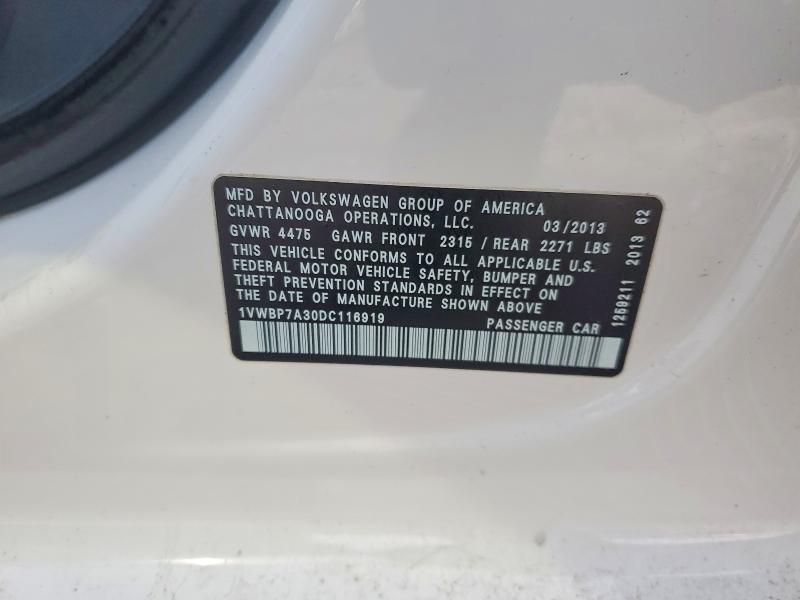 MFD BY VOLKSWAGEN GROUP OF AMERICA
CHATTANOOGA OPERATIONS, LLC. 03/2013
GVWR 4475 GAWR FRONT 2315 / REAR 2271 LBS
THIS VEHICLE CONFORMS TO ALL APPLICABLE U.S.
FEDERAL MOTOR VEHICLE SAFETY, BUMPER AND
THEFT PREVENTION STANDARDS IN EFFECT ON
THE DATE OF MANUFACTURE SHOWN ABOVE
1VWBP7A30DC116919 PASSENGER CAR
1259211 2013 62